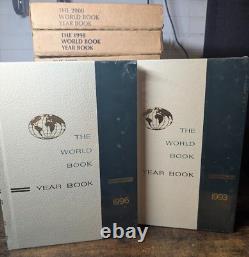 THE 2000
WORLD BOOK
YEAR BOOK
THE 1998
WORLD BOOK
YEAR BOOK
THE
WORLD
BOOK
YEAR BOOK
1996
THE
WORLD
BOOK
YEAR BOOK
1993